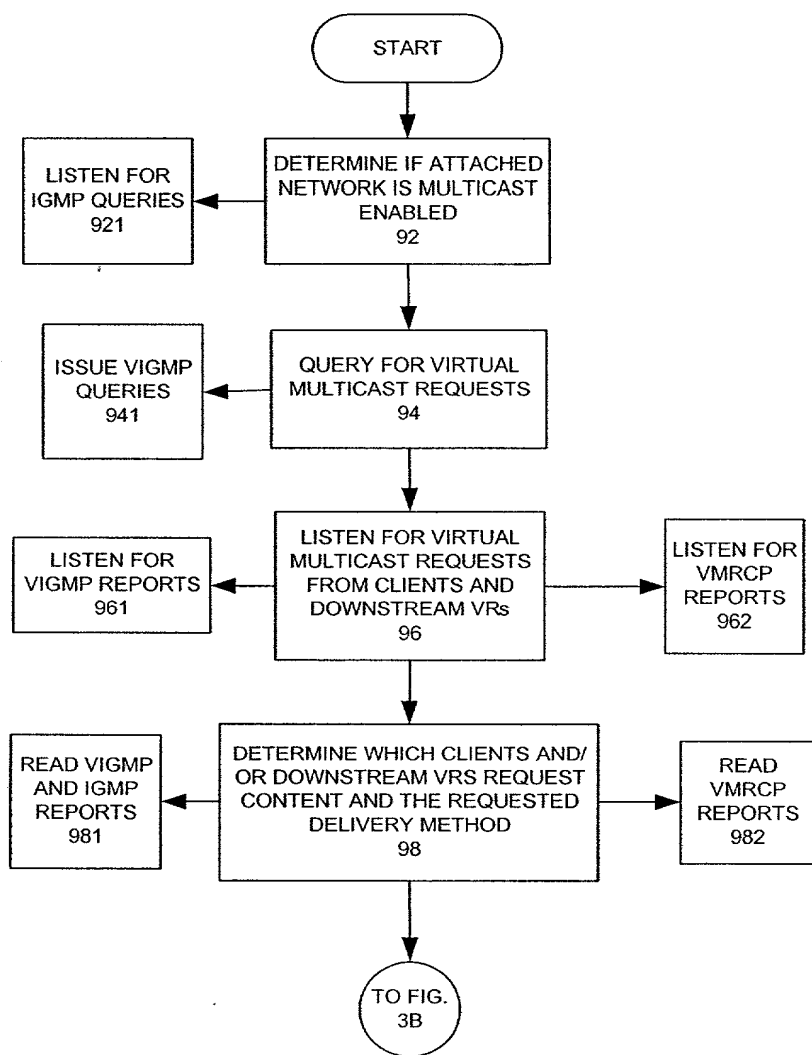 START
LISTEN FOR
IGMP QUERIES
921
DETERMINE IF ATTACHED
NETWORK IS MULTICAST
ENABLED
92
ISSUE VIGMP
QUERIES
941
QUERY FOR VIRTUAL
MULTICAST REQUESTS
94
LISTEN FOR
VIGMP REPORTS
961
LISTEN FOR VIRTUAL
MULTICAST REQUESTS
FROM CLIENTS AND
DOWNSTREAM VRs
96
LISTEN FOR
VMRCP
REPORTS
962
READ VIGMP
AND IGMP
REPORTS
981
DETERMINE WHICH CLIENTS AND/
OR DOWNSTREAM VRS REQUEST
CONTENT AND THE REQUESTED
DELIVERY METHOD
98
READ
VMRCP
REPORTS
982
TO FIG.
3B